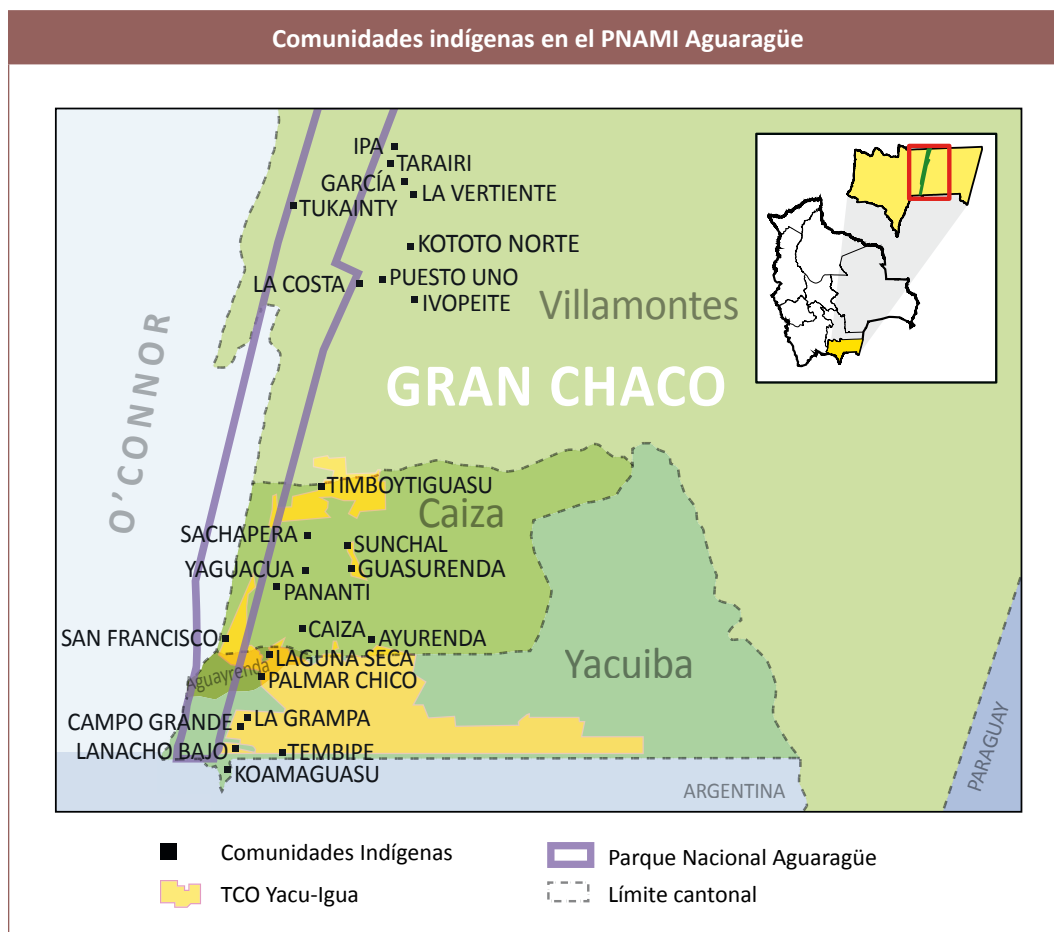 Comunidades indígenas en el PNAMI Aguaragüe
IPA
TARAIRI
GARCÍA
LA VERTIENTE
TUKAINTY
KOTOTO NORTE
LA COSTA
PUESTO UNO
IVOPEITE
Villamontes
O'CONNOR
GRAN CHACO
TIMBOYTIGUASU
Caiza
SACHAPERA
SUNCHAL
YAGUACUA
GUASURENDA
PANANTI
CAIZA
SAN FRANCISCO
AYURENDA
LAGUNA SECA
Aguayrenda
PALMAR CHICO
Yacuiba
LA GRAMPA
CAMPO GRANDE
LANACHO BAJO
TEMBIPE
KOAMAGUASU
ARGENTINA
PARAGUAY
Comunidades Indígenas
Parque Nacional Aguaragüe
TCO Yacu-Igua
Límite cantonal